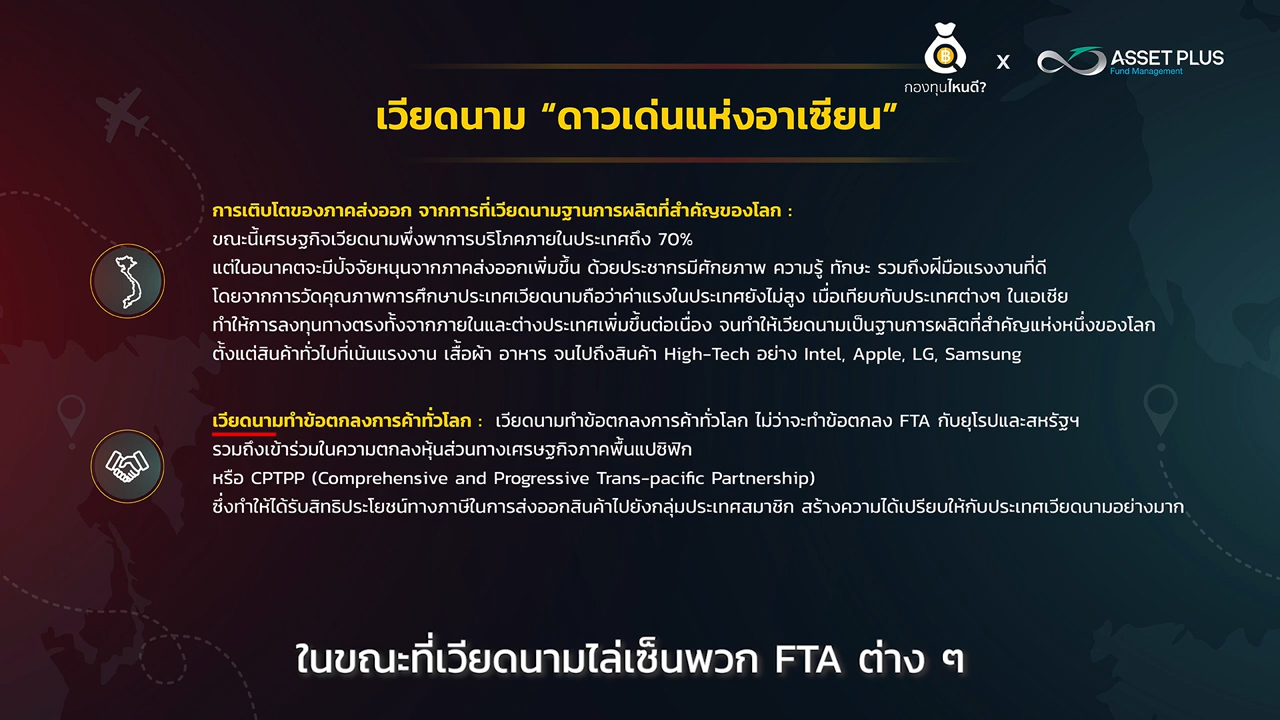 กองทุนไหนดี?
X
ASSET PLUS
Fund Management
เวียดนาม “ดาวเด่นแห่งอาเซียน”
การเติบโตของภาคส่งออก จากการที่เวียดนามฐานการผลิตที่สำคัญของโลก :
ขณะนี้เศรษฐกิจเวียดนามพึ่งพาการบริโภคภายในประเทศถึง 70%
แต่ในอนาคตจะมีปัจจัยหนุนจากภาคส่งออกเพิ่มขึ้น ด้วยประชากรมีศักยภาพ ความรู้ ทักษะ รวมถึงฝีมือแรงงานที่ดี
โดยจากการวัดคุณภาพการศึกษาประเทศเวียดนามถือว่าค่าแรงในประเทศยังไม่สูง เมื่อเทียบกับประเทศต่างๆ ในเอเชีย
ทำให้การลงทุนทางตรงทั้งจากภายในและต่างประเทศเพิ่มขึ้นต่อเนื่อง จนทำให้เวียดนามเป็นฐานการผลิตที่สำคัญแห่งหนึ่งของโลก
ตั้งแต่สินค้าทั่วไปที่เน้นแรงงาน เสื้อผ้า อาหาร จนไปถึงสินค้า High-Tech อย่าง Intel, Apple, LG, Samsung
เวียดนามทำข้อตกลงการค้าทั่วโลก : เวียดนามทำข้อตกลงการค้าทั่วโลก ไม่ว่าจะทำข้อตกลง FTA กับยุโรปและสหรัฐฯ
รวมถึงเข้าร่วมในความตกลงหุ้นส่วนทางเศรษฐกิจภาคพื้นแปซิฟิก
หรือ CPTPP (Comprehensive and Progressive Trans-pacific Partnership)
ซึ่งทำให้ได้รับสิทธิประโยชน์ทางภาษีในการส่งออกสินค้าไปยังกลุ่มประเทศสมาชิก สร้างความได้เปรียบให้กับประเทศเวียดนามอย่างมาก
ในขณะที่เวียดนามไล่เซ็นพวก FTA ต่าง ๆ